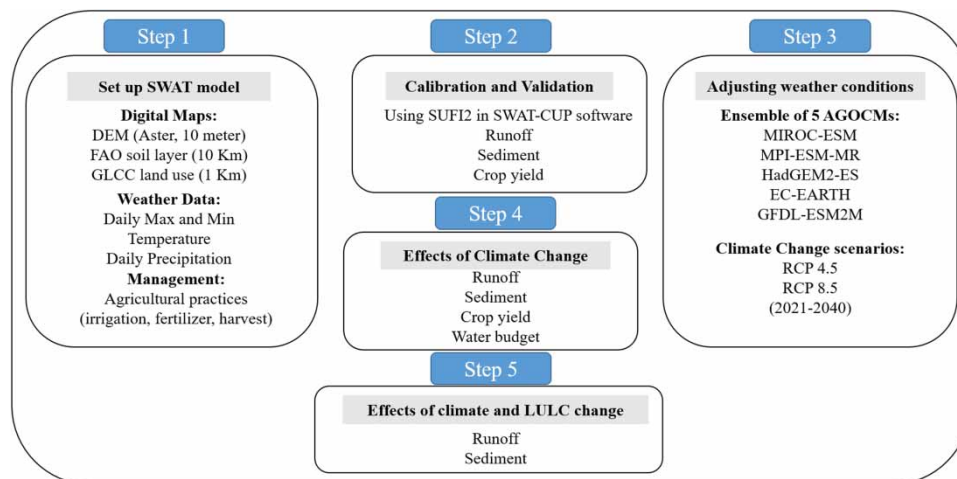 Step 1
Set up SWAT model
Digital Maps:
DEM (Aster, 10 meter)
FAO soil layer (10 Km)
GLCC land use (1 Km)
Weather Data:
Daily Max and Min
Temperature
Daily Precipitation
Management:
Agricultural practices
(irrigation, fertilizer, harvest)
Step 2
Calibration and Validation
Using SUFI2 in SWAT-CUP software
Runoff
Sediment
Crop yield
Step 3
Adjusting weather conditions
Ensemble of 5 AGOCMs:
MIROC-ESM
MPI-ESM-MR
HadGEM2-ES
EC-EARTH
GFDL-ESM2M
Climate Change scenarios:
RCP 4.5
RCP 8.5
(2021-2040)
Step 4
Effects of Climate Change
Runoff
Sediment
Crop yield
Water budget
Step 5
Effects of climate and LULC change
Runoff
Sediment